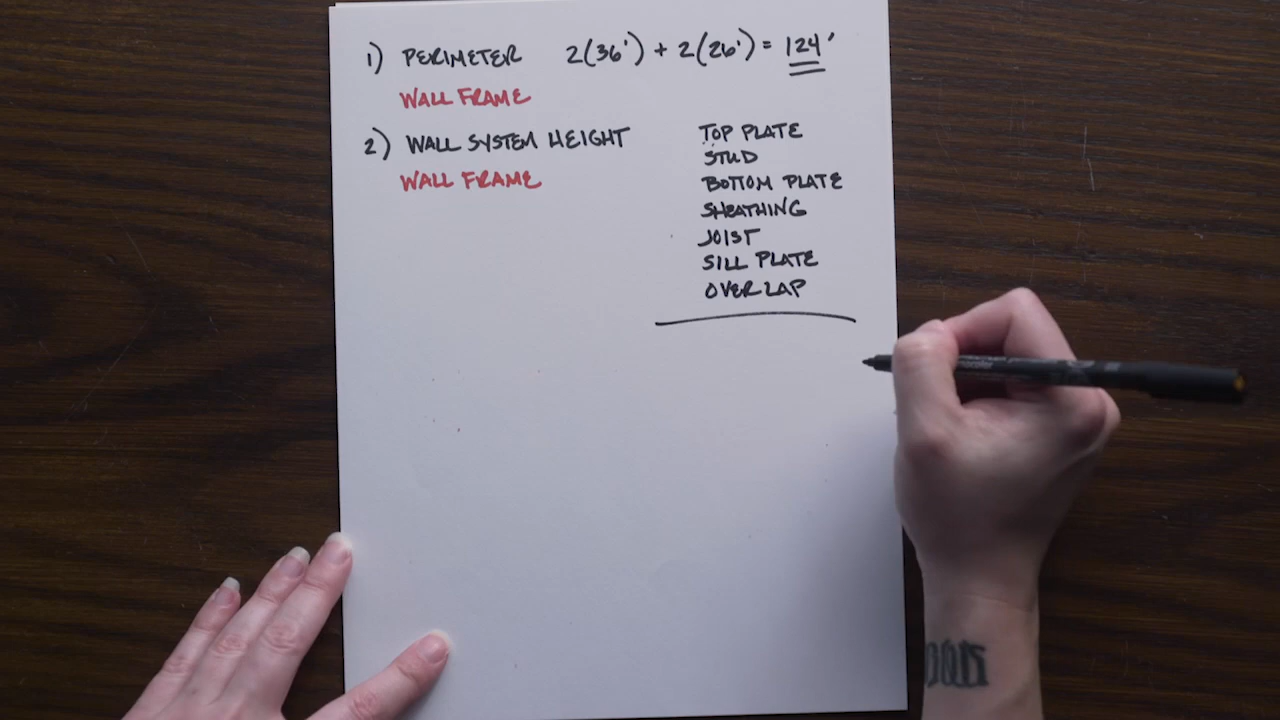 1) PERIMETER 2(36') + 2(26') = 124'
WALL FRAME
2) WALL SYSTEM HEIGHT
WALL FRAME
TOP PLATE
STUD
BOTTOM PLATE
SHEATHING
JOIST
SILL PLATE
OVERLAP